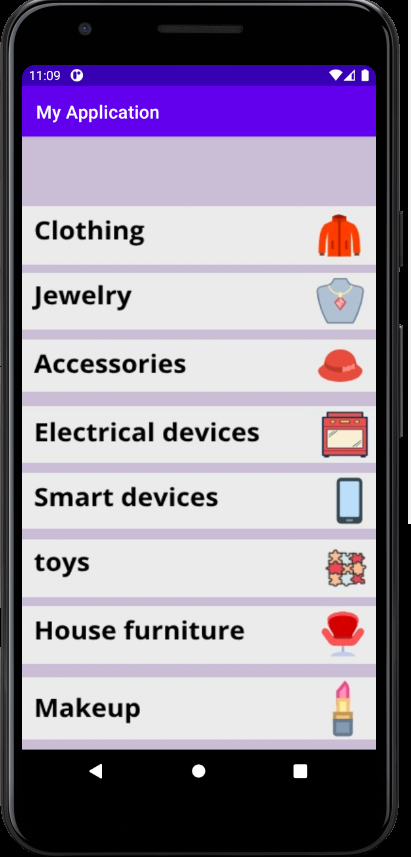 11:09
My Application
Clothing
Jewelry
Accessories
Electrical devices
Smart devices
toys
House furniture
Makeup